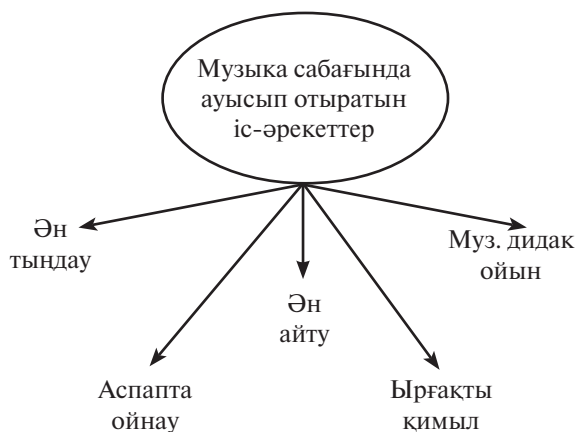 Музыка сабағында
ауысып отыратын
іс-әрекеттер
Ән
тыңдау
Аспапта
ойнау
Ән
айту
Ырғақты
қимыл
Муз. дидак
ойын